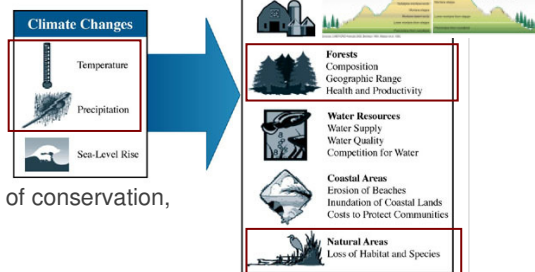 Climate Changes
Temperature
Precipitation
Sea-Level Rise
of conservation,
Forests
Composition
Geographic Range
Health and Productivity
Water Resources
Water Supply
Water Quality
Competition for Water
Coastal Areas
Erosion of Beaches
Inundation of Coastal Lands
Costs to Protect Communities
Natural Areas
Loss of Habitat and Species